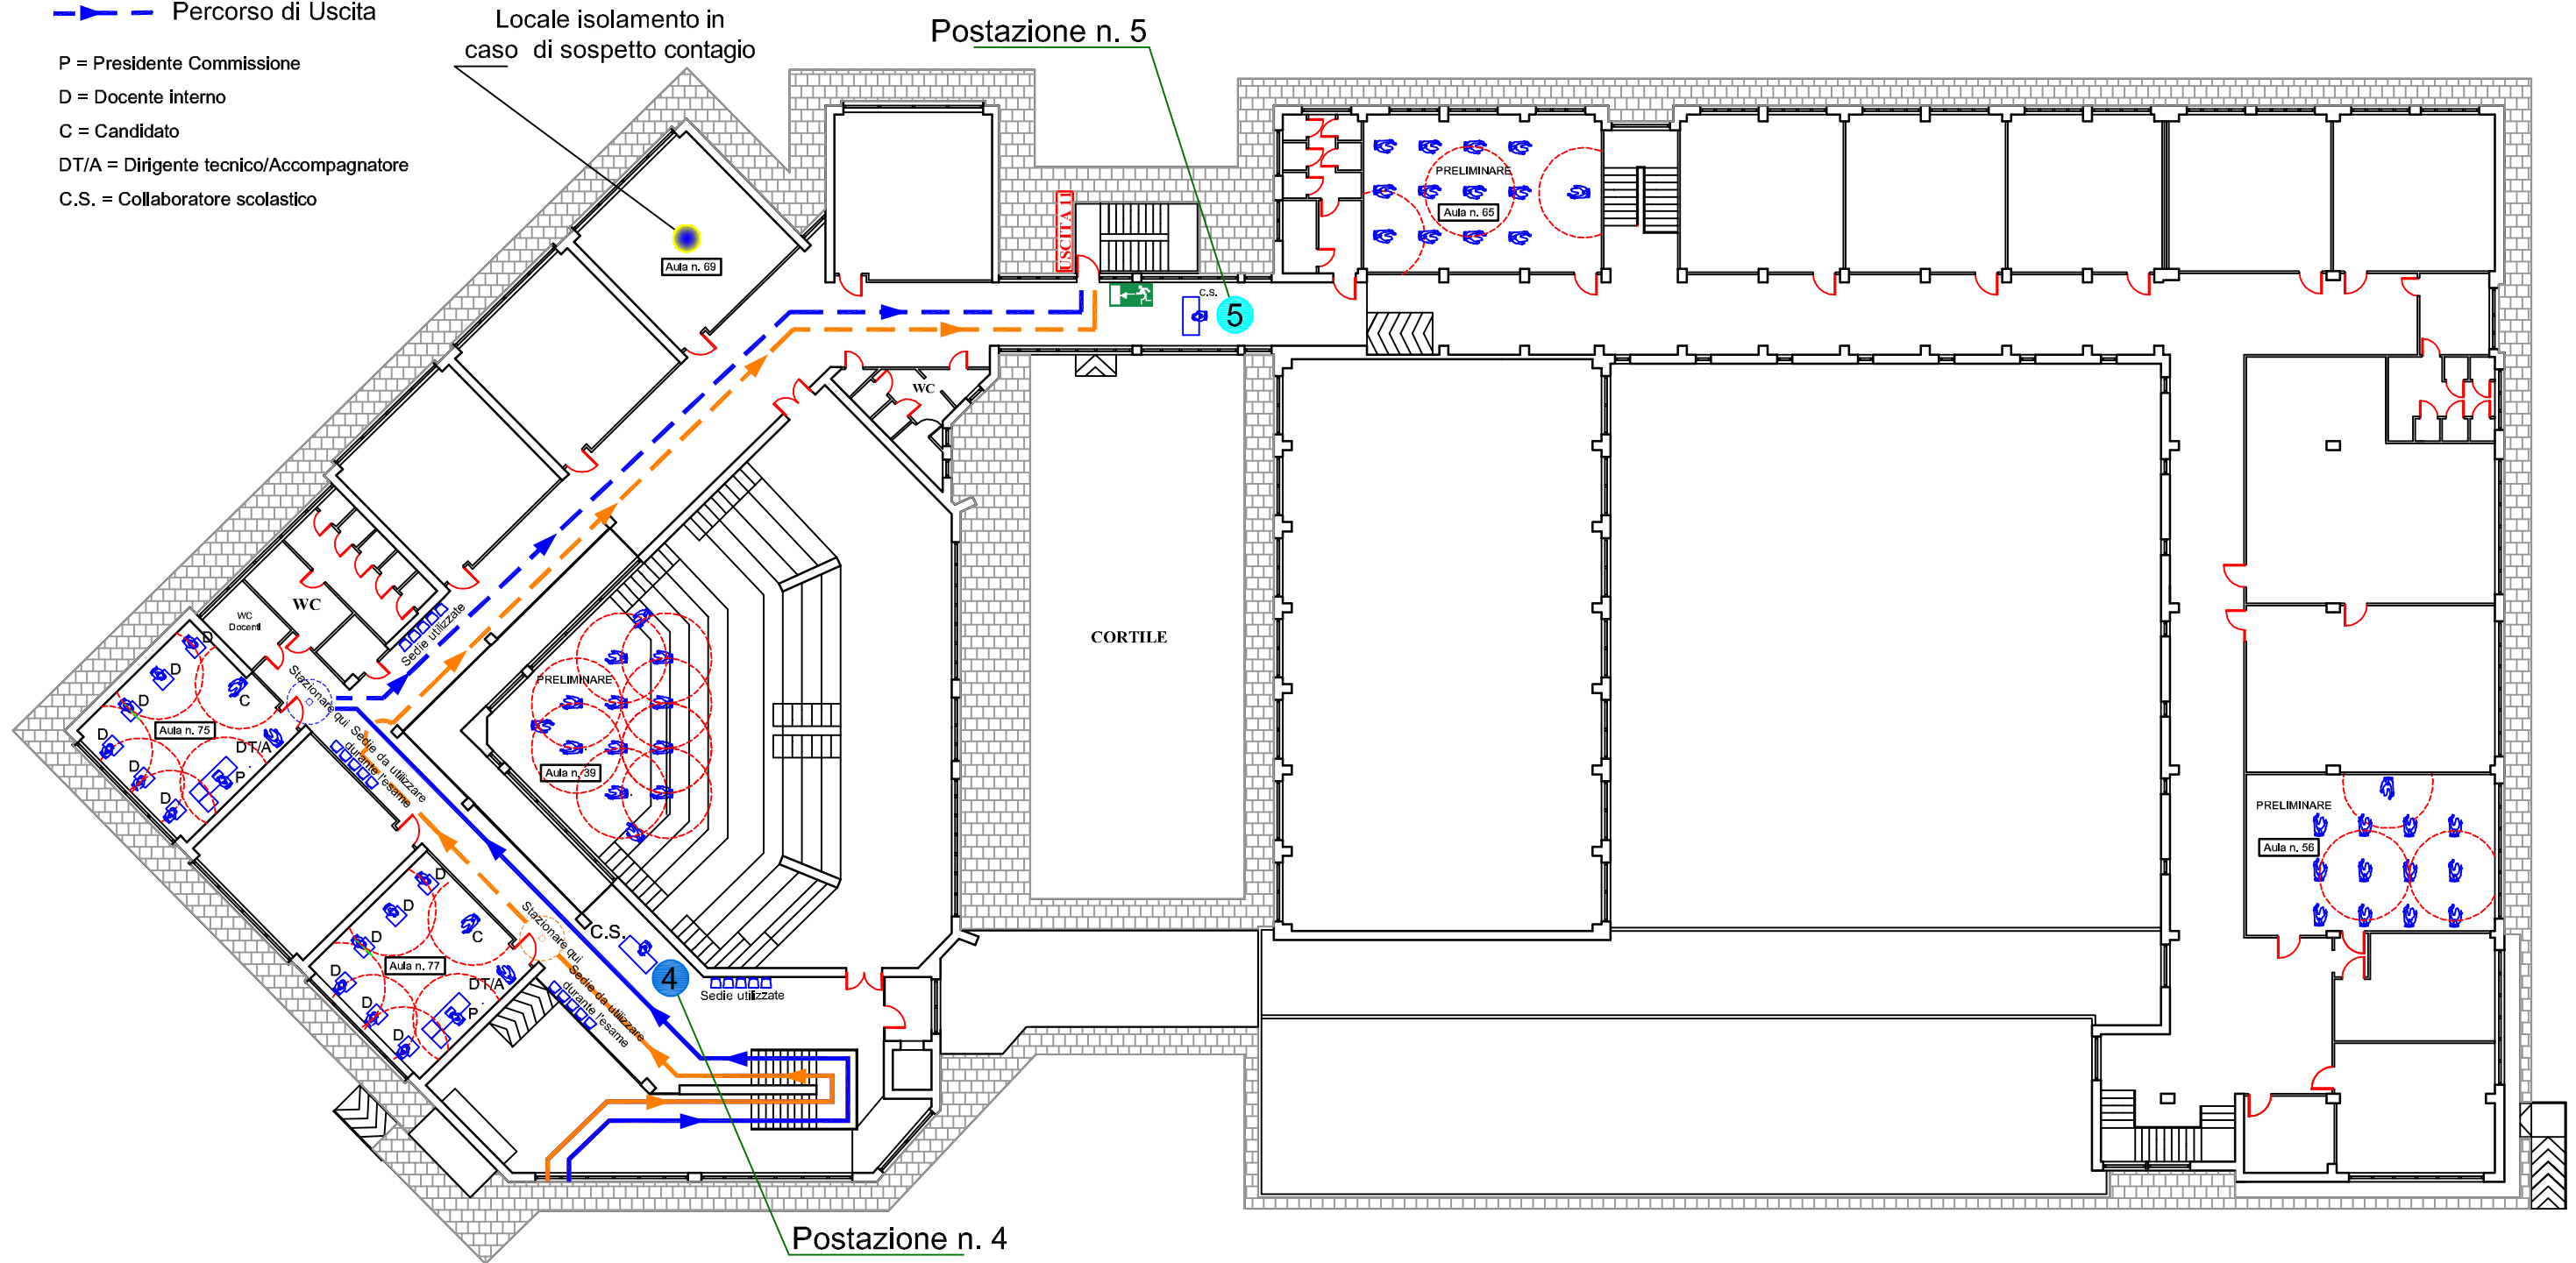 Percorso di Uscita
P = Presidente Commissione
D = Docente interno
C = Candidato
DT/A = Dirigente tecnico/Accompagnatore
C.S. = Collaboratore scolastico
Locale isolamento in
caso di sospetto contagio
Postazione n. 5
Aula n. 69
USCITA 11
C.S.
5
PRELIMINARE
Aula n. 65
WC
WC
WC
Docenti
Sedie utilizzate
CORTILE
PRELIMINARE
Aula n. 39
D
D
D
D
D
D
C
Aula n. 75
DT/A
P
Stazionare qui
Sedie da utilizzare
durante l'esame
D
D
D
D
D
D
C
Aula n. 77
DT/A
P
Stazionare qui
Sedie da utilizzare
durante l'esame
C.S.
4
Sedie utilizzate
PRELIMINARE
Aula n. 56
Postazione n. 4